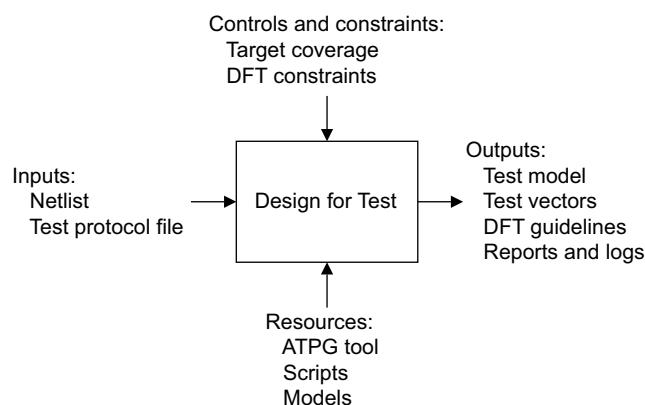 Controls and constraints:
Target coverage
DFT constraints
Inputs:
Netlist
Test protocol file
Design for Test
Outputs:
Test model
Test vectors
DFT guidelines
Reports and logs
Resources:
ATPG tool
Scripts
Models